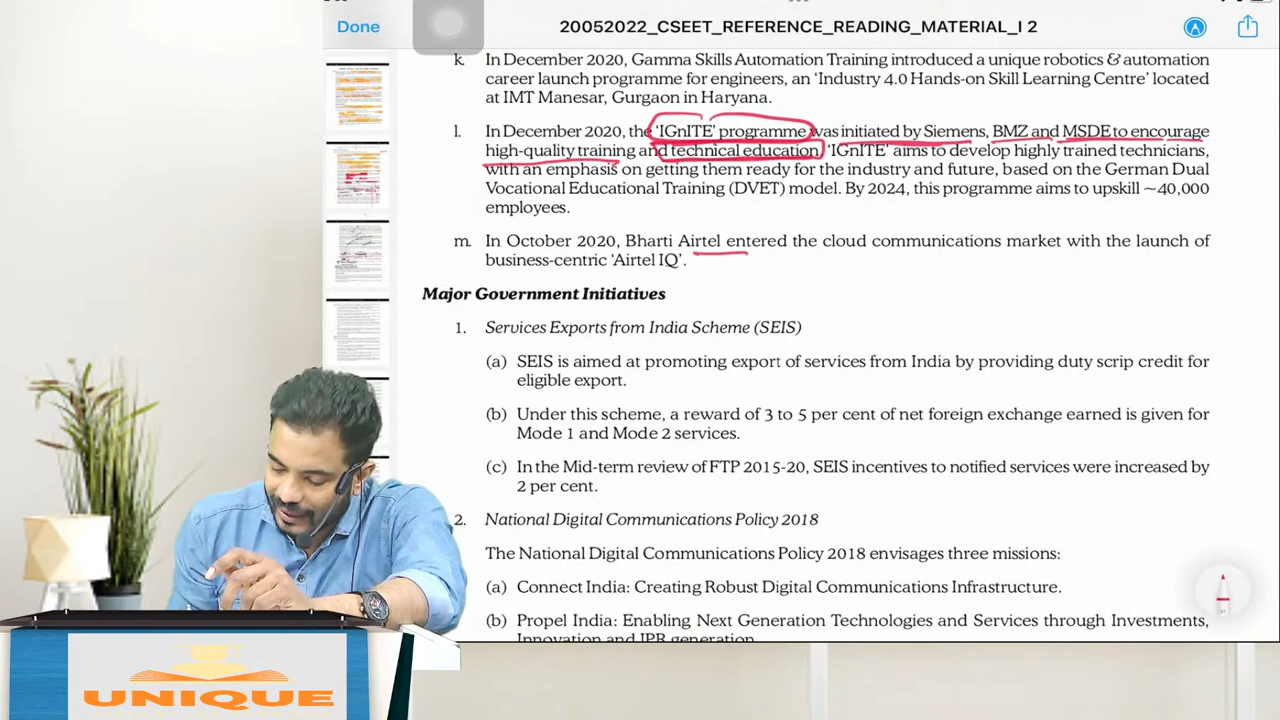 Done
20052022_CSEET_REFERENCE_READING_MATERIAL_I 2
k. In December 2020, Gemini Skills Automation Training introduced unique robotics & automation
career launch programme for engineers at its Industry 4.0 Hands-on Skill Learning Center located
at IMT Manesar, Gurgaon in Haryana.
l. In December 2020, the 'IGnITE' programme was initiated by Siemens, BMZ and MSDE to encourage
high-quality training and technical education. 'IGnITE' aims to develop highly trained technicians,
with an emphasis on getting them ready for the industry and future, based on the German Dual
Vocational Educational Training (DVET) model. By 2024, this programme aims to upskill ~40,000
employees.
m. In October 2020, Bharti Airtel entered into cloud communications market with the launch of
business-centric 'Airtel IQ'.
Major Government Initiatives
1. Services Exports from India Scheme (SEIS)
(a) SEIS is aimed at promoting export of services from India by providing duty scrip credit for
eligible export.
(b) Under this scheme, a reward of 3 to 5 per cent of net foreign exchange earned is given for
Mode 1 and Mode 2 services.
(c) In the Mid-term review of FTP 2015-20, SEIS incentives to notified services were increased by
2 per cent.
2. National Digital Communications Policy 2018
The National Digital Communications Policy 2018 envisages three missions:
(a) Connect India: Creating Robust Digital Communications Infrastructure.
(b) Propel India: Enabling Next Generation Technologies and Services through Investments,
Innovation and IPR generation.
UNIQUE